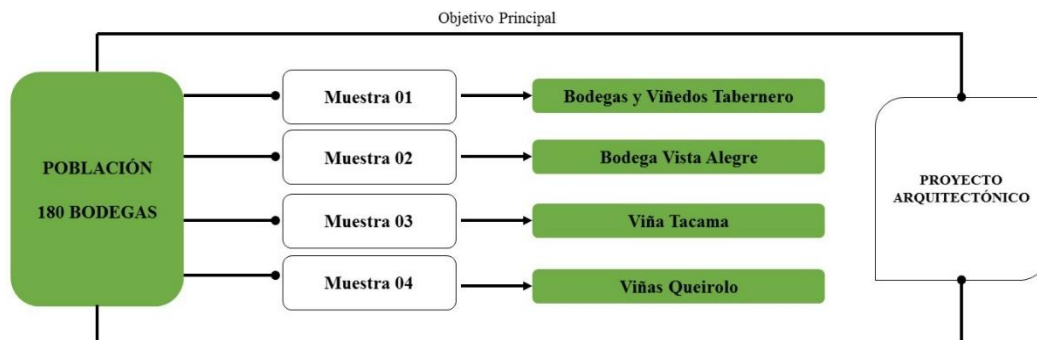 Objetivo Principal
POBLACIÓN
180 BODEGAS
Muestra 01
Bodegas y Viñedos Tabernero
Muestra 02
Bodega Vista Alegre
Muestra 03
Viña Tacama
Muestra 04
Viñas Queirolo
PROYECTO
ARQUITECTÓNICO